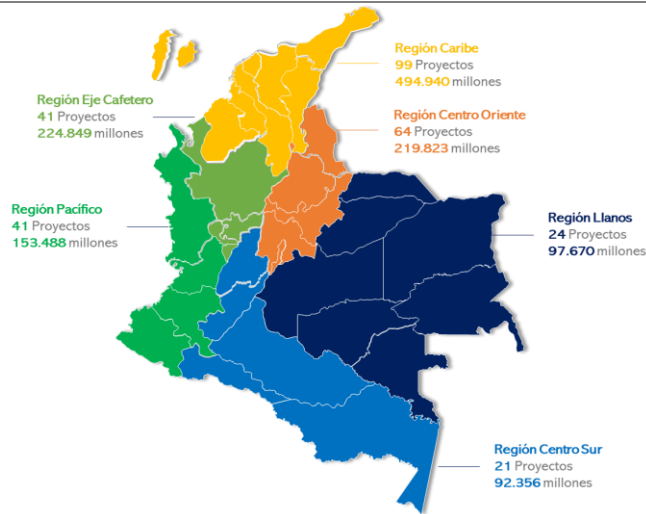 Región Caribe
99 Proyectos
494.940 millones
Región Eje Cafetero
41 Proyectos
224.849 millones
Región Centro Oriente
64 Proyectos
219.823 millones
Región Pacífico
41 Proyectos
153.488 millones
Región Llanos
24 Proyectos
97.670 millones
Región Centro Sur
21 Proyectos
92.356 millones